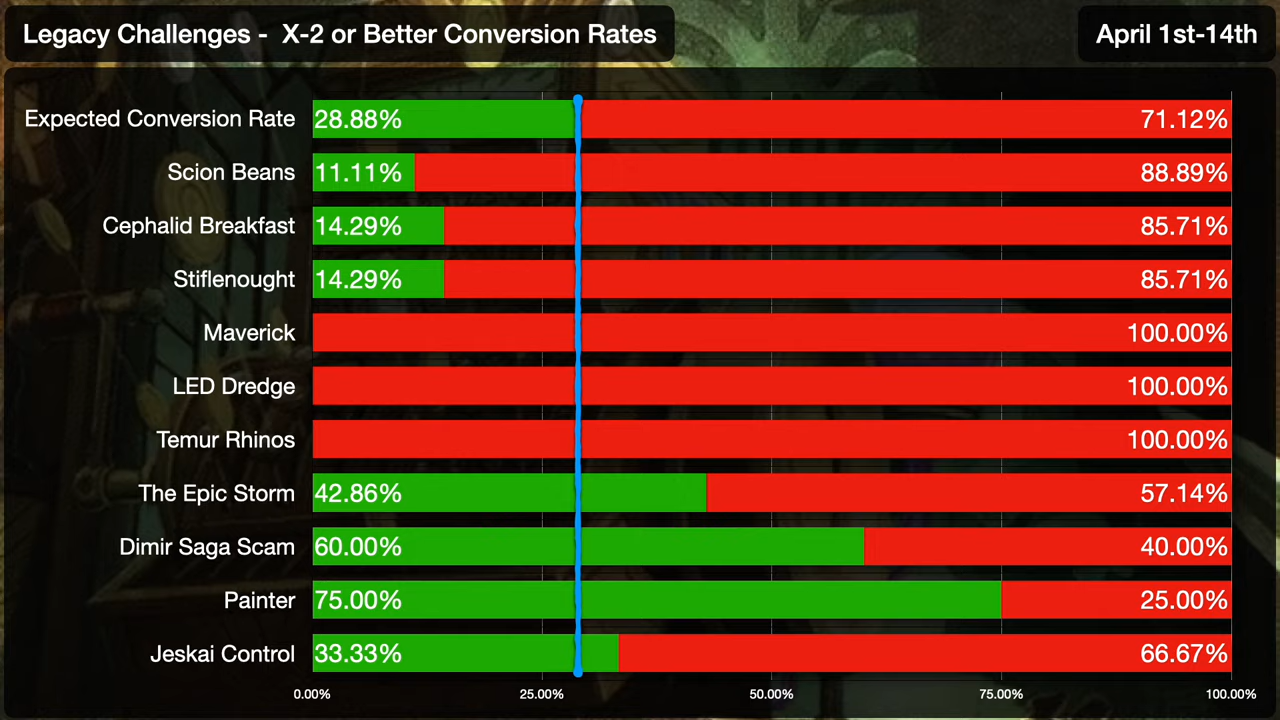 Legacy Challenges -  X-2 or Better Conversion Rates
April 1st-14th
Expected Conversion Rate 28.88% 71.12%
Scion Beans 11.11% 88.89%
Cephalid Breakfast 14.29% 85.71%
Stiflenought 14.29% 85.71%
Maverick 100.00%
LED Dredge 100.00%
Temur Rhinos 100.00%
The Epic Storm 42.86% 57.14%
Dimir Saga Scam 60.00% 40.00%
Painter 75.00% 25.00%
Jeskai Control 33.33% 66.67%
0.00% 25.00% 50.00% 75.00% 100.00%